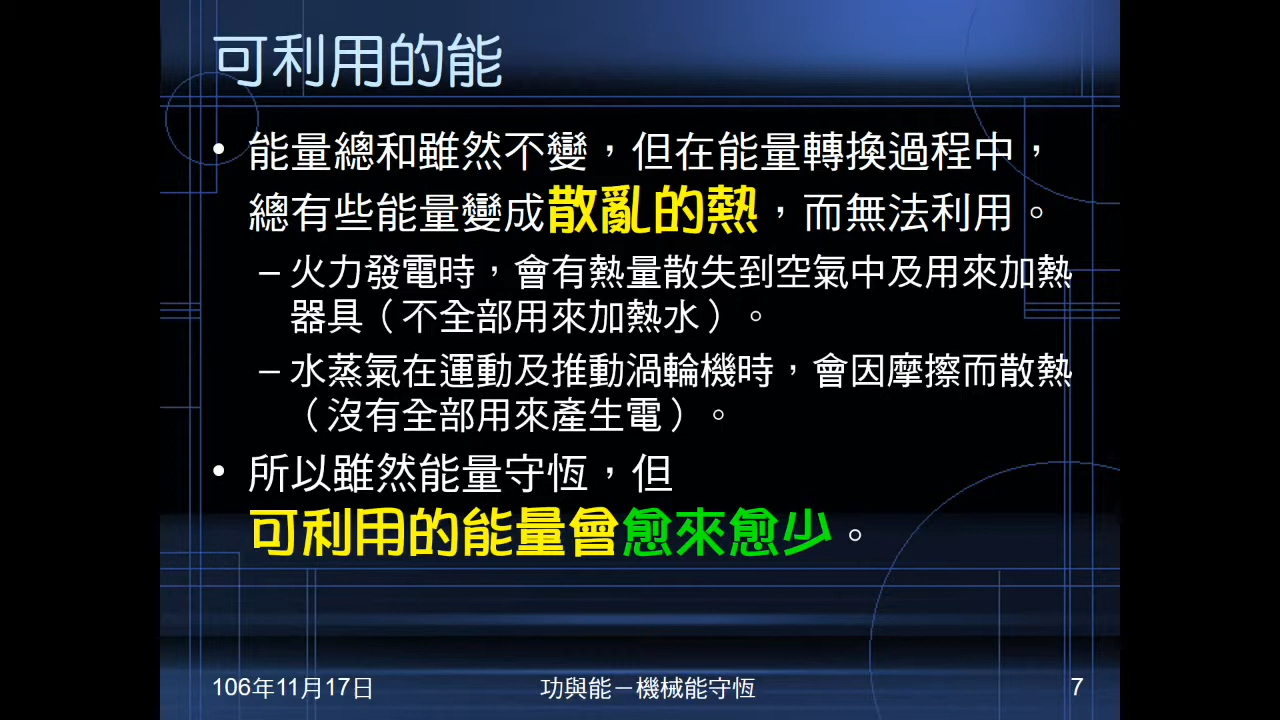 可利用的能
• 能量總和雖然不變，但在能量轉換過程中，
總有些能量變成散亂的熱，而無法利用。
– 火力發電時，會有熱量散失到空氣中及用來加熱
器具（不全部用來加熱水）。
– 水蒸氣在運動及推動渦輪機時，會因摩擦而散熱
（沒有全部用來產生電）。
• 所以雖然能量守恆，但
可利用的能量會愈來愈少。
106年11月17日
功與能－機械能守恆
7